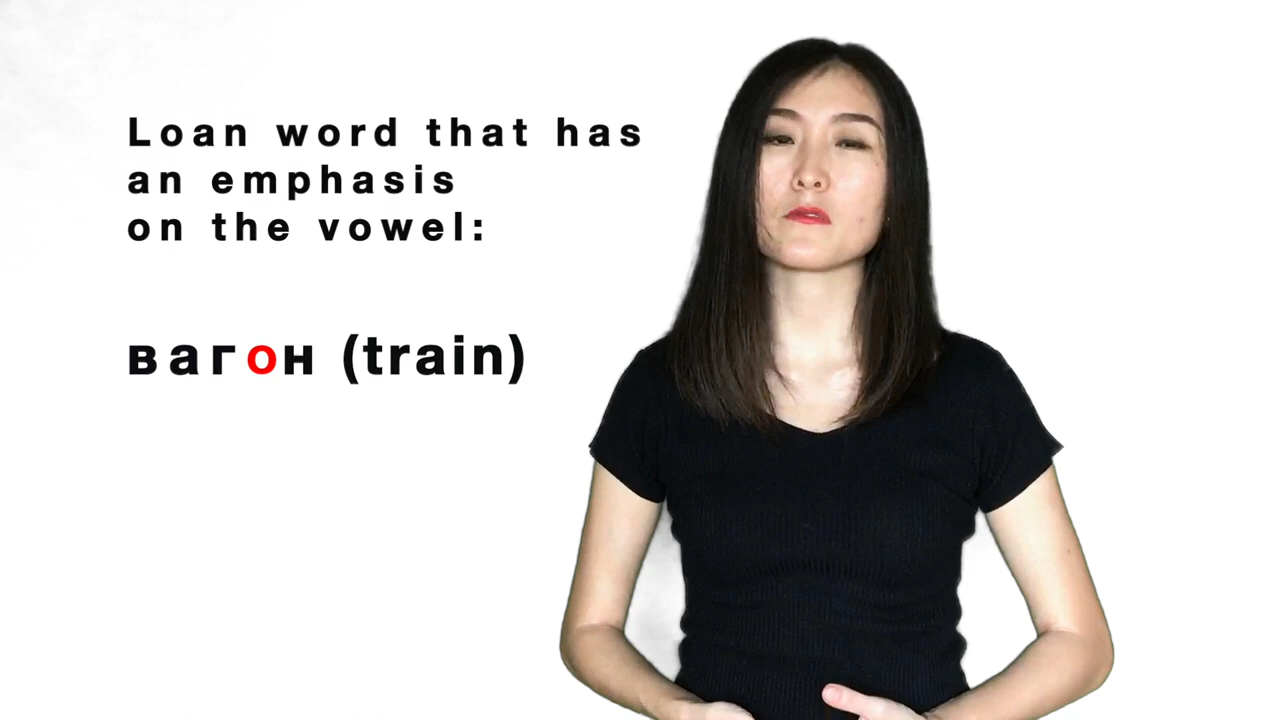 Loan word that has
an emphasis
on the vowel:
вагон (train)